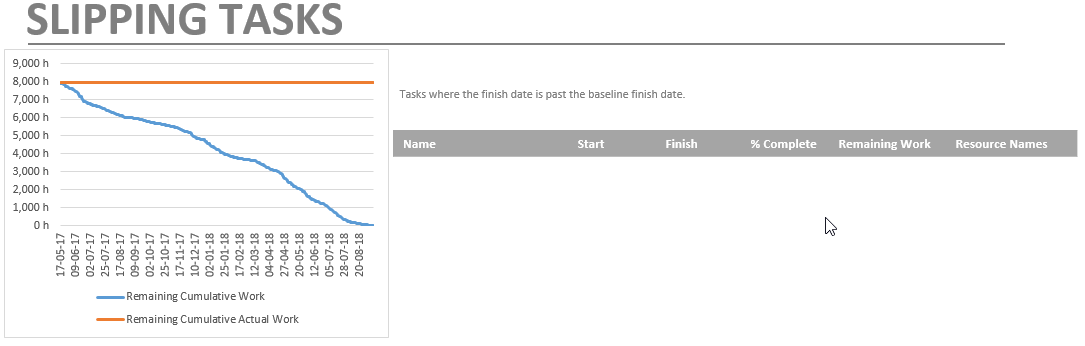 SLIPPING TASKS
9,000 h
8,000 h
7,000 h
6,000 h
5,000 h
4,000 h
3,000 h
2,000 h
1,000 h
0 h
17-05-17
09-06-17
02-07-17
25-07-17
17-08-17
09-09-17
02-10-17
25-10-17
17-11-17
10-12-17
02-01-18
25-01-18
17-02-18
12-03-18
04-04-18
27-04-18
20-05-18
12-06-18
05-07-18
28-07-18
20-08-18
Remaining Cumulative Work
Remaining Cumulative Actual Work
Tasks where the finish date is past the baseline finish date.
Name Start Finish % Complete Remaining Work Resource Names